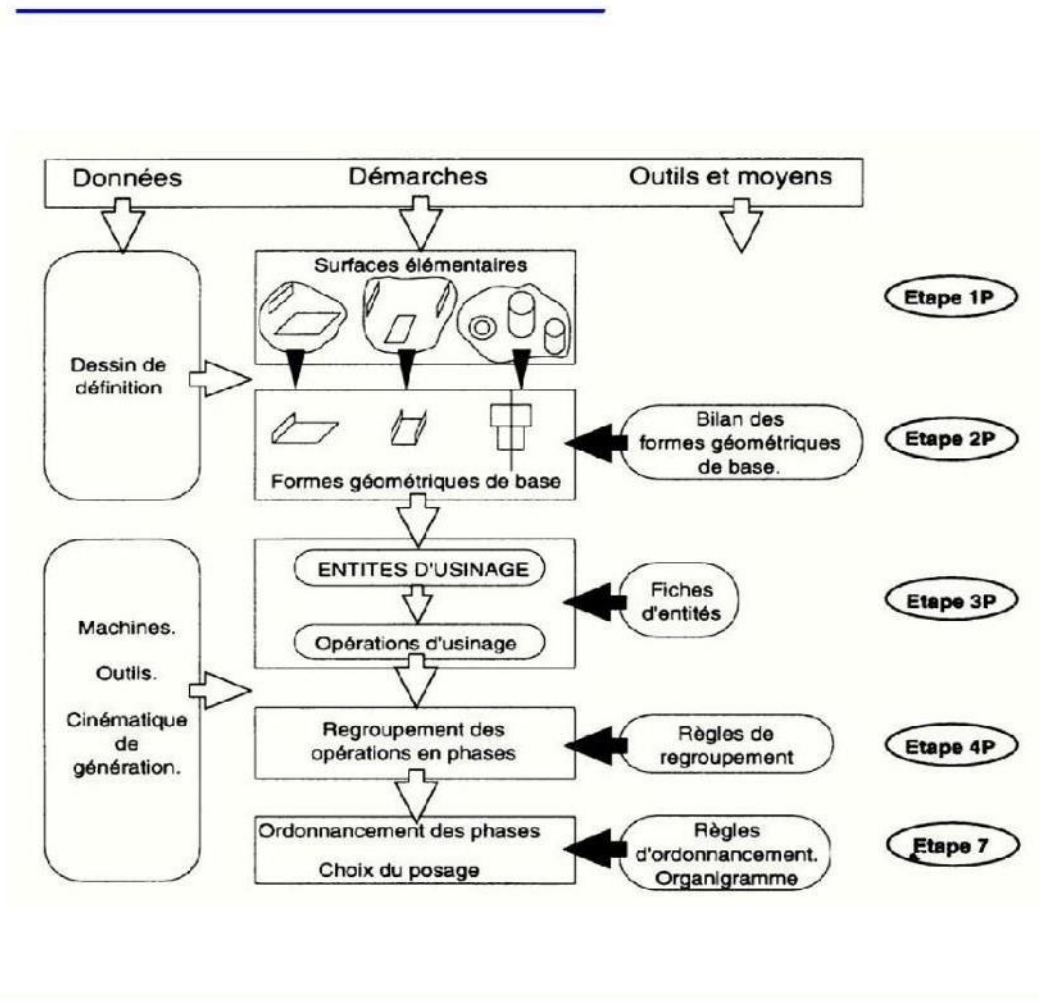 Données
Démarches
Outils et moyens
Surfaces élémentaires
Etape 1P
Dessin de
définition
Formes géométriques de base
Bilan des
formes géométriques
de base.
Etape 2P
ENTITES D'USINAGE
Opérations d'usinage
Fiches
d'entités
Etape 3P
Machines.
Outils.
Cinématique
de
génération.
Regroupement des
opérations en phases
Règles de
regroupement
Etape 4P
Ordonnancement des phases
Choix du posage
Règles
d'ordonnancement.
Organigramme
Etape 7